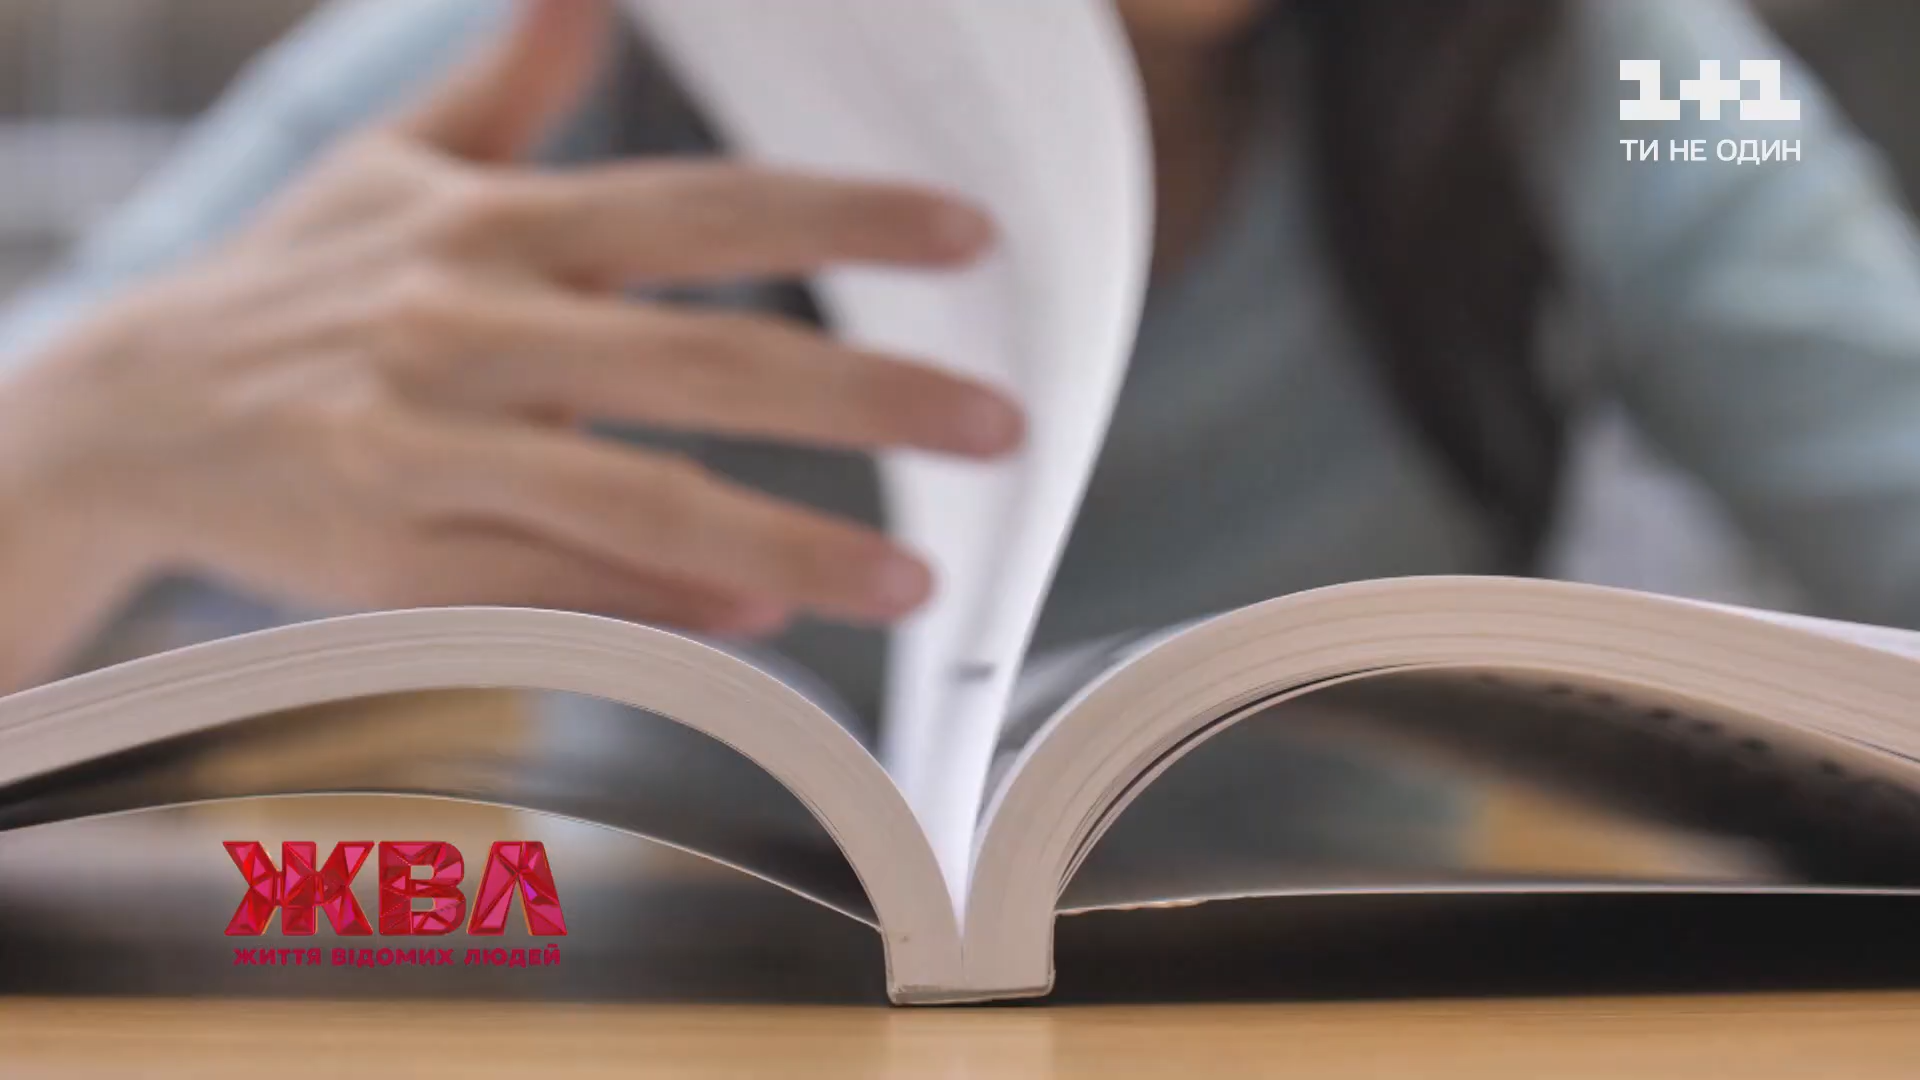 1+1
ТИ НЕ ОДИН
ЖВЛ
ЖИТТЯ ВІДОМИХ ЛЮДЕЙ